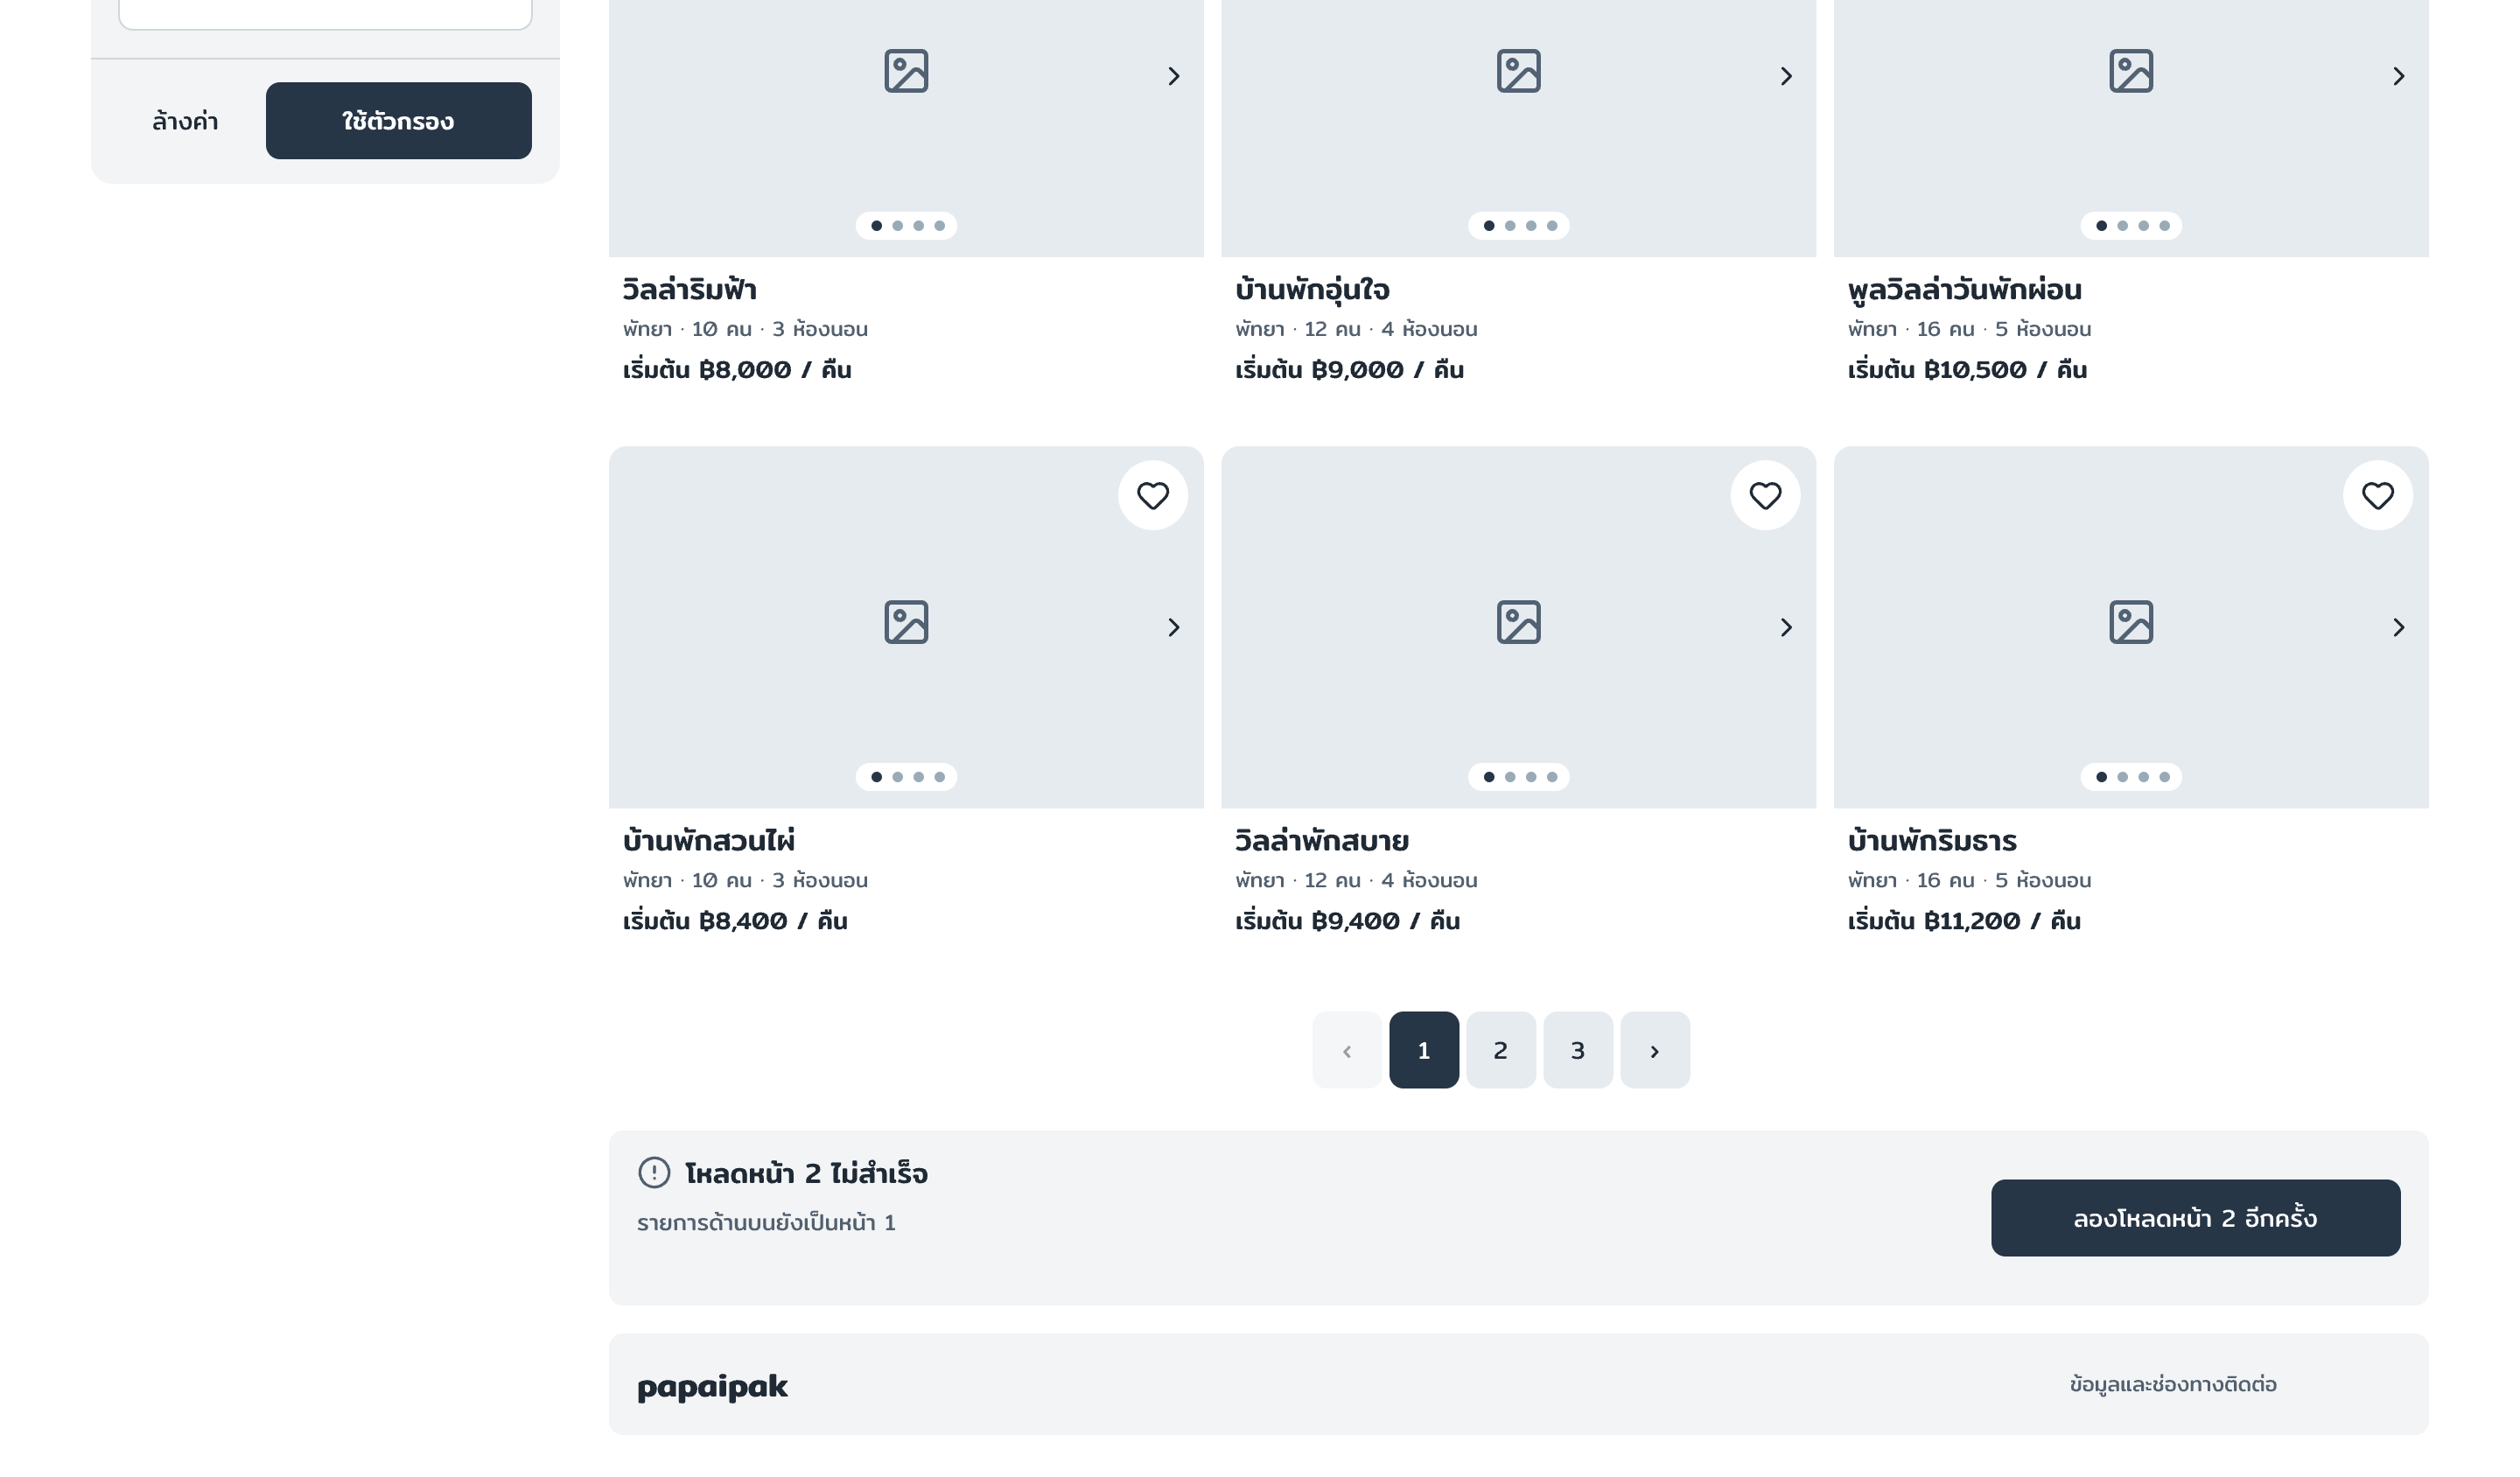 ล้างค่า
ใช้ตัวกรอง
วิลล่าริมฟ้า
พัทยา · 10 คน · 3 ห้องนอน
เริ่มต้น ฿8,000 / คืน
บ้านพักอุ่นใจ
พัทยา · 12 คน · 4 ห้องนอน
เริ่มต้น ฿9,000 / คืน
พูลวิลล่าวันพักผ่อน
พัทยา · 16 คน · 5 ห้องนอน
เริ่มต้น ฿10,500 / คืน
บ้านพักสวนไผ่
พัทยา · 10 คน · 3 ห้องนอน
เริ่มต้น ฿8,400 / คืน
วิลล่าพักสบาย
พัทยา · 12 คน · 4 ห้องนอน
เริ่มต้น ฿9,400 / คืน
บ้านพักริมธาร
พัทยา · 16 คน · 5 ห้องนอน
เริ่มต้น ฿11,200 / คืน
‹ 1 2 3 ›
โหลดหน้า 2 ไม่สำเร็จ
รายการด้านบนยังเป็นหน้า 1
ลองโหลดหน้า 2 อีกครั้ง
papaipak
ข้อมูลและช่องทางติดต่อ